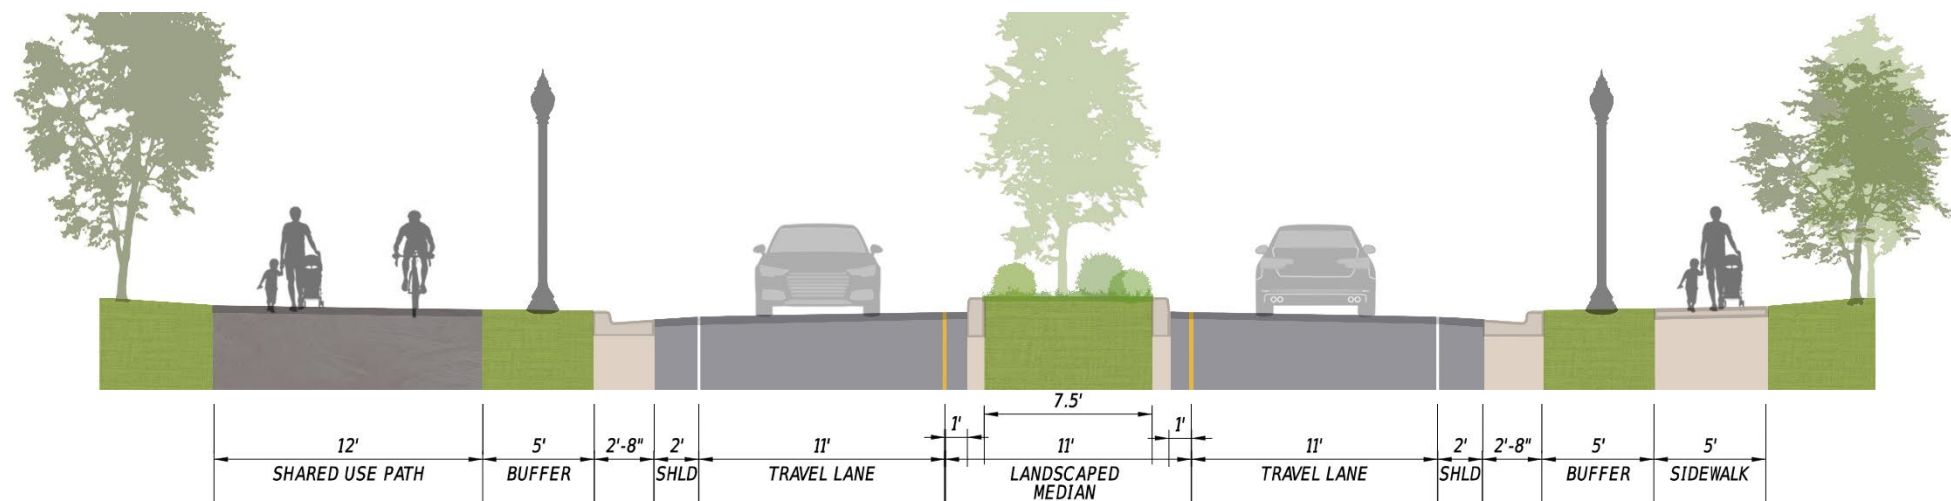 7.5'
1'
1'
12'
5'
2'-8"
2'
11'
11'
11'
2'
2'-8"
5'
5'
SHARED USE PATH
BUFFER
SHLD
TRAVEL LANE
LANDSCAPED
MEDIAN
TRAVEL LANE
SHLD
BUFFER
SIDEWALK